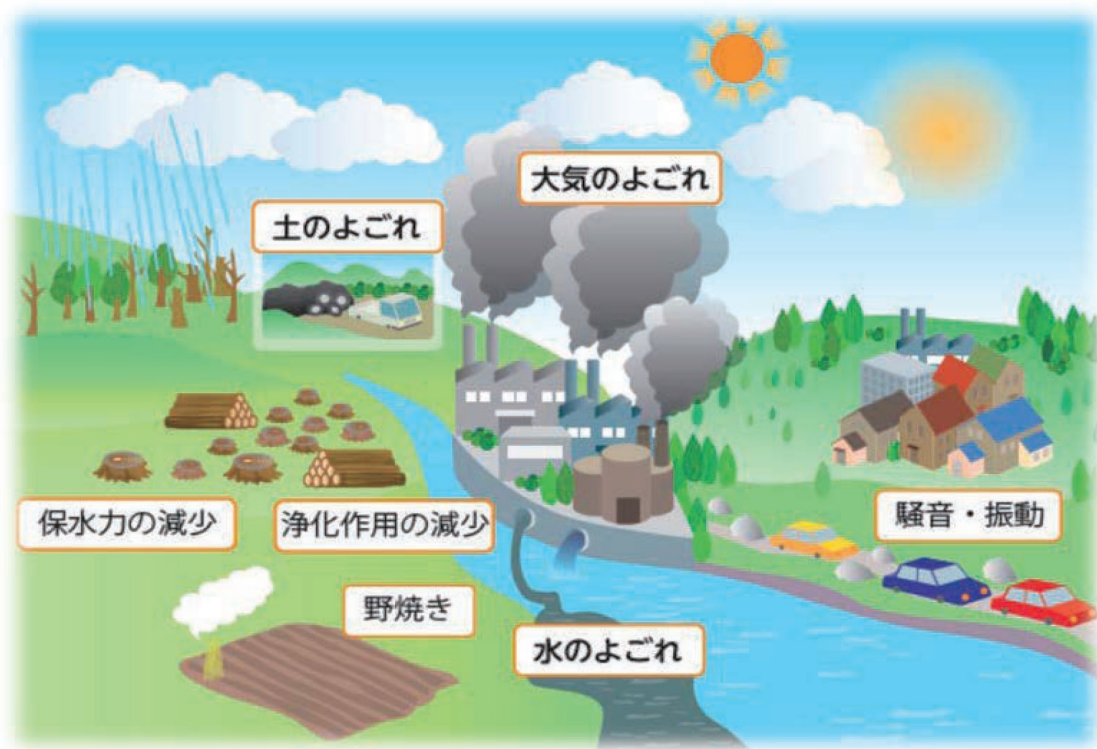 大気のよごれ
土のよごれ
保水力の減少
浄化作用の減少
騒音・振動
野焼き
水のよごれ